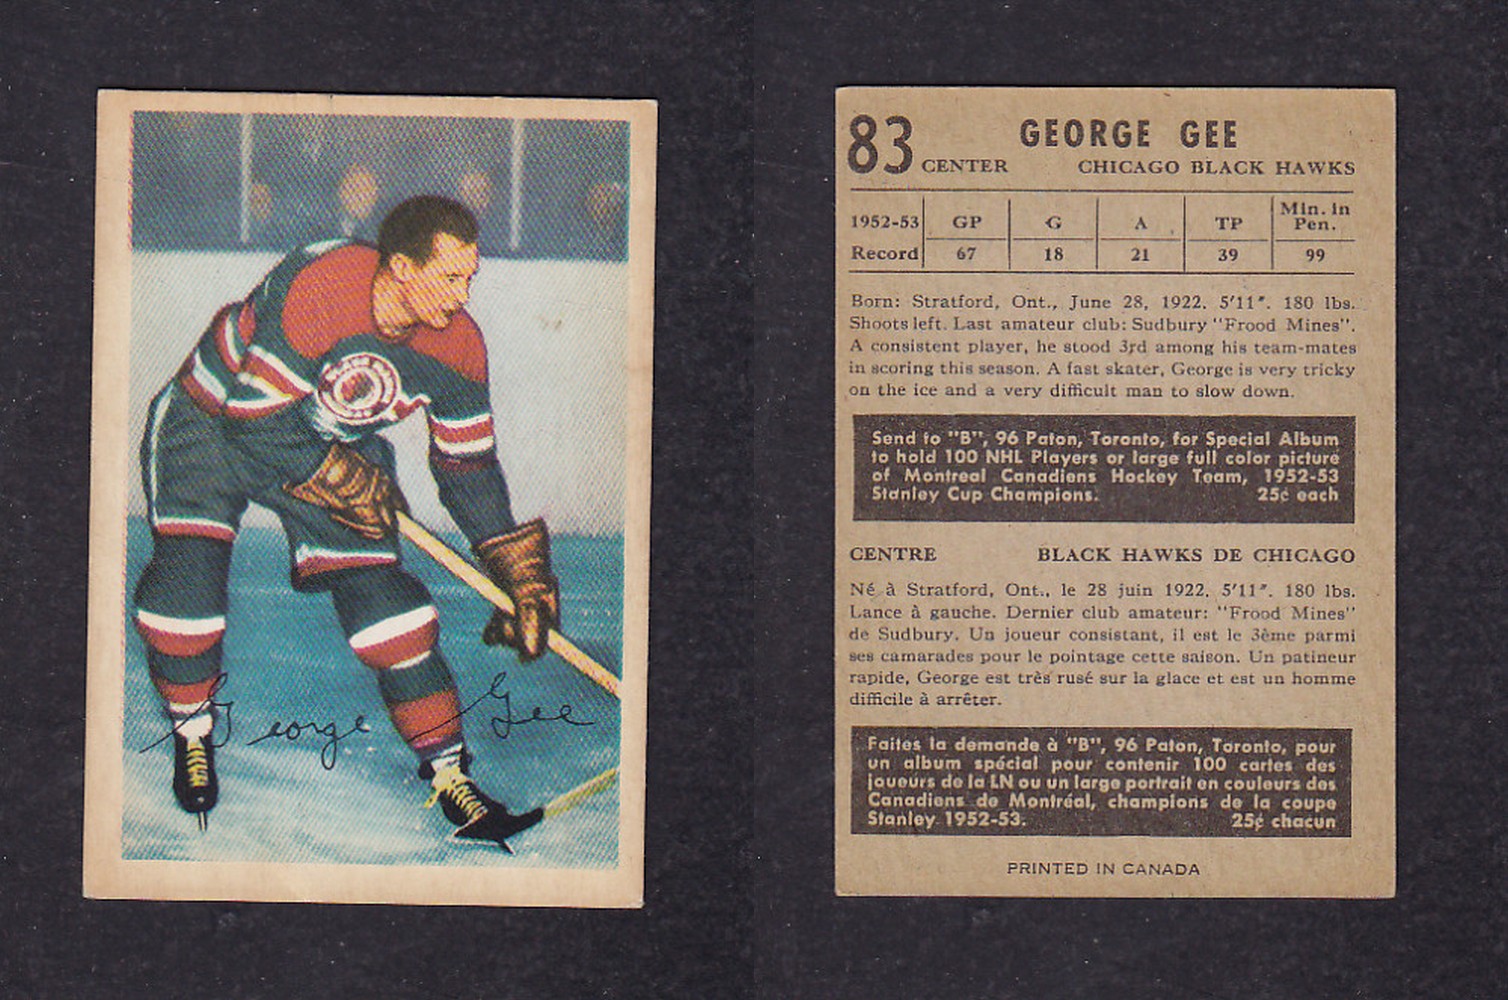 George Gee
83
GEORGE GEE
CENTER CHICAGO BLACK HAWKS
1952-53 GP G A TP Min. in Pen.
Record 67 18 21 39 99
Born: Stratford, Ont., June 28, 1922. 5'11". 180 lbs.
Shoots left. Last amateur club: Sudbury "Frood Mines".
A consistent player, he stood 3rd among his team-mates
in scoring this season. A fast skater, George is very tricky
on the ice and a very difficult man to slow down.
Send to "B", 96 Paton, Toronto, for Special Album
to hold 100 NHL Players or large full color picture
of Montreal Canadiens Hockey Team, 1952-53
Stanley Cup Champions. 25¢ each
CENTRE BLACK HAWKS DE CHICAGO
Né à Stratford, Ont., le 28 juin 1922. 5'11". 180 lbs.
Lance à gauche. Dernier club amateur: "Frood Mines"
de Sudbury. Un joueur consistant, il est le 3ème parmi
ses camarades pour le pointage cette saison. Un patineur
rapide, George est très rusé sur la glace et est un homme
difficile à arrêter.
Faites la demande à "B", 96 Paton, Toronto, pour
un album spécial pour contenir 100 cartes des
joueurs de la LN ou un large portrait en couleurs des
Canadiens de Montréal, champions de la coupe
Stanley 1952-53. 25¢ chacun
PRINTED IN CANADA